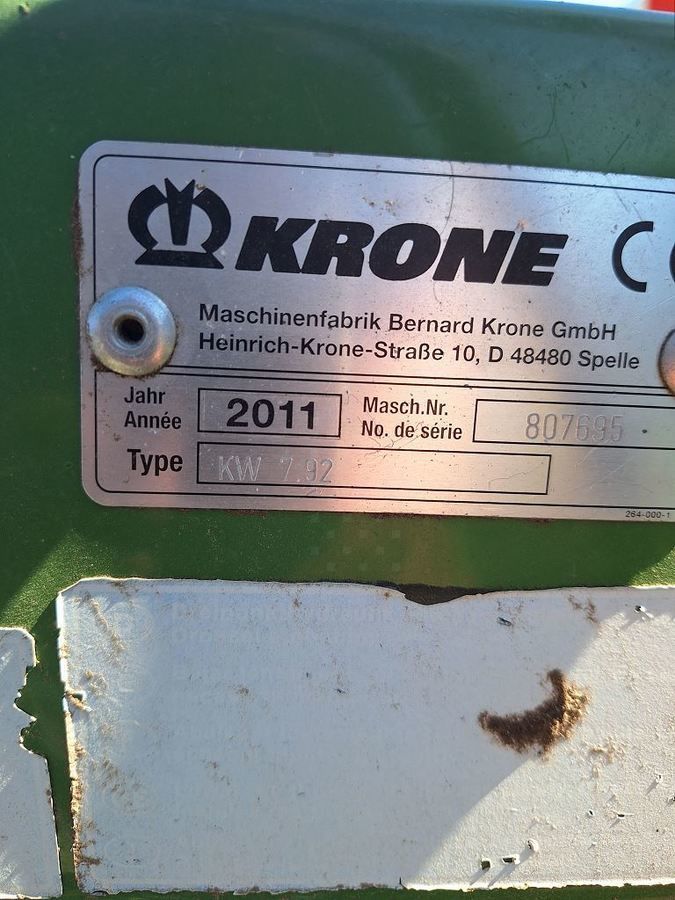 KRONE
Maschinenfabrik Bernard Krone GmbH
Heinrich-Krone-Straße 10, D 48480 Spelle
Jahr 2011 Masch.Nr. 807695
Année No. de série
Type KW 7.92
264-000-1